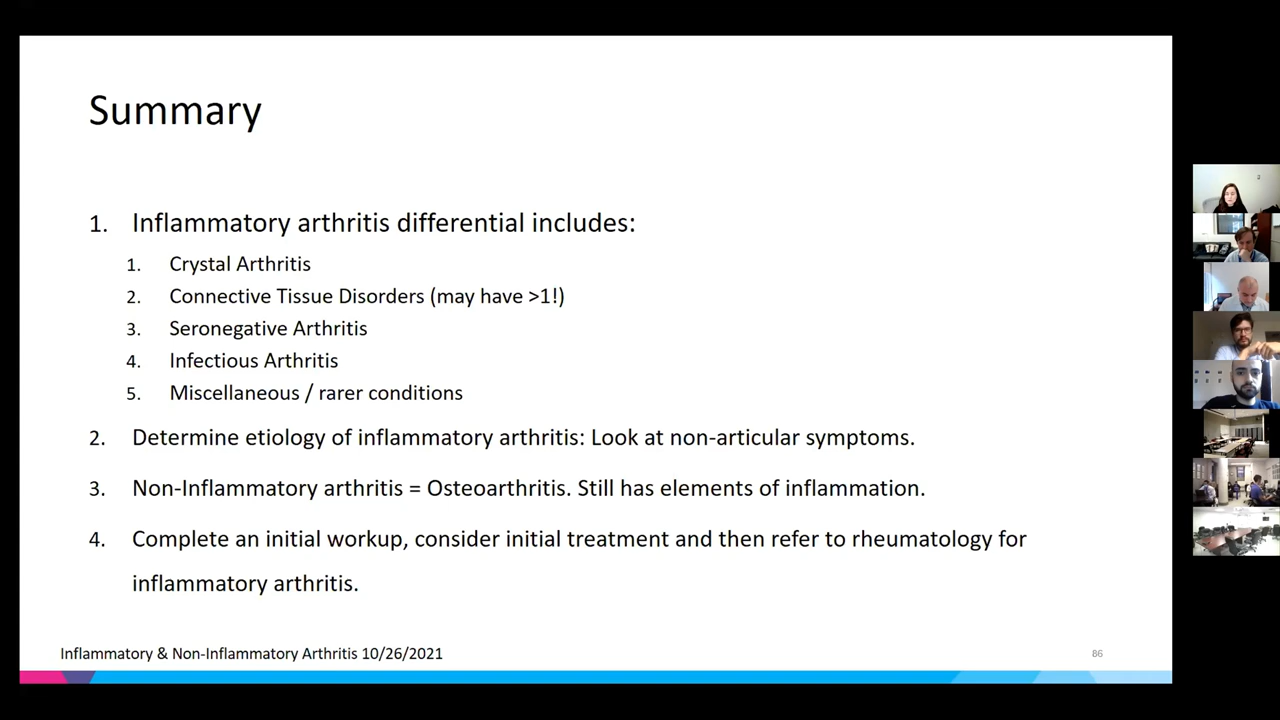 Summary
1. Inflammatory arthritis differential includes:
1. Crystal Arthritis
2. Connective Tissue Disorders (may have >1!)
3. Seronegative Arthritis
4. Infectious Arthritis
5. Miscellaneous / rarer conditions
2. Determine etiology of inflammatory arthritis: Look at non-articular symptoms.
3. Non-Inflammatory arthritis = Osteoarthritis. Still has elements of inflammation.
4. Complete an initial workup, consider initial treatment and then refer to rheumatology for
inflammatory arthritis.
Inflammatory & Non-Inflammatory Arthritis 10/26/2021
86